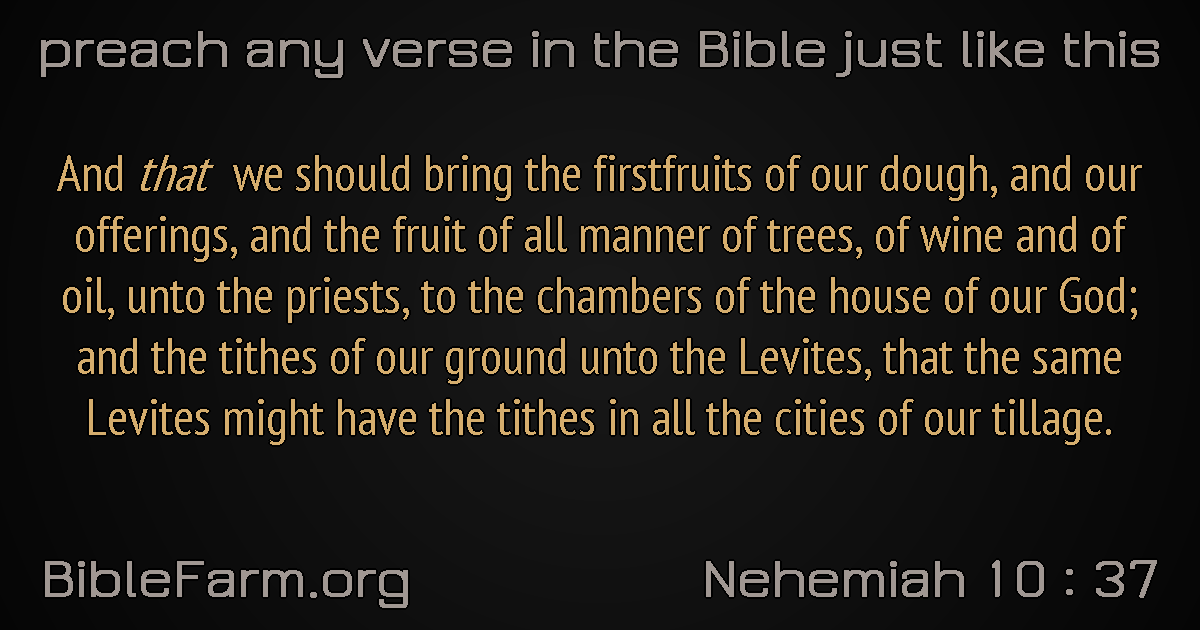 preach any verse in the Bible just like this
And that we should bring the firstfruits of our dough, and our
offerings, and the fruit of all manner of trees, of wine and of
oil, unto the priests, to the chambers of the house of our God;
and the tithes of our ground unto the Levites, that the same
Levites might have the tithes in all the cities of our tillage.
BibleFarm.org
Nehemiah 10 : 37